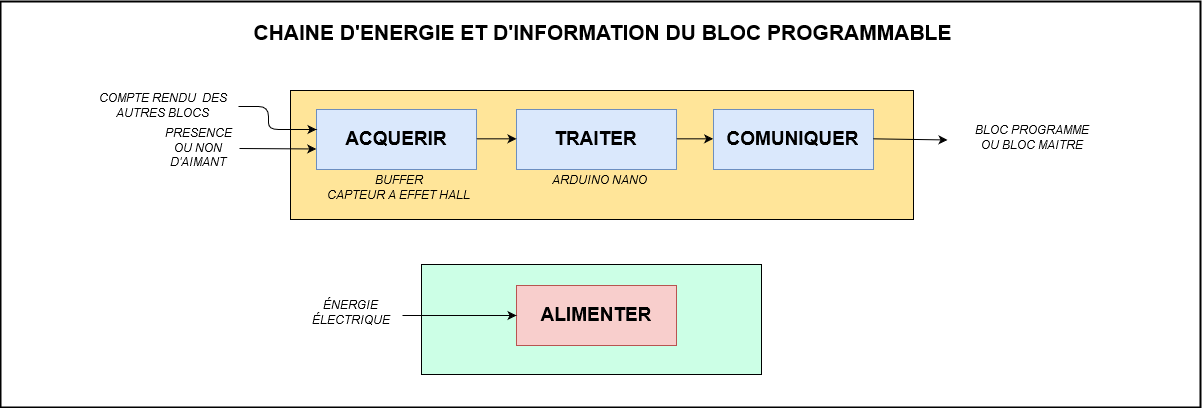 CHAINE D'ENERGIE ET D'INFORMATION DU BLOC PROGRAMMABLE
COMPTE RENDU DES
AUTRES BLOCS
PRESENCE
OU NON
D'AIMANT
ACQUERIR
BUFFER
CAPTEUR A EFFET HALL
TRAITER
ARDUINO NANO
COMUNIQUER
BLOC PROGRAMME
OU BLOC MAITRE
ÉNERGIE
ÉLECTRIQUE
ALIMENTER